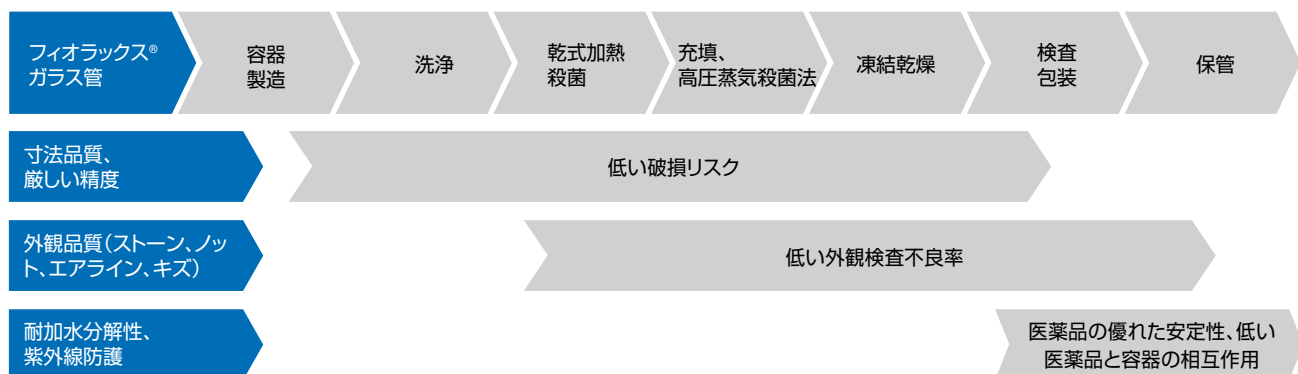 フィオラックス®
ガラス管
容器
製造
洗浄
乾式加熱
殺菌
充填、
高圧蒸気殺菌法
凍結乾燥
検査
包装
保管
寸法品質、
厳しい精度
低い破損リスク
外観品質（ストーン、ノッ
ト、エアライン、キズ）
低い外観検査不良率
耐加水分解性、
紫外線防護
医薬品の優れた安定性、低い
医薬品と容器の相互作用